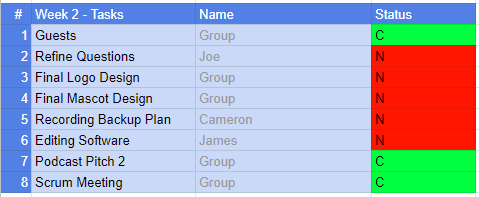 # Week 2 - Tasks Name Status
1 Guests Group C
2 Refine Questions Joe N
3 Final Logo Design Group N
4 Final Mascot Design Group N
5 Recording Backup Plan Cameron N
6 Editing Software James N
7 Podcast Pitch 2 Group C
8 Scrum Meeting Group C